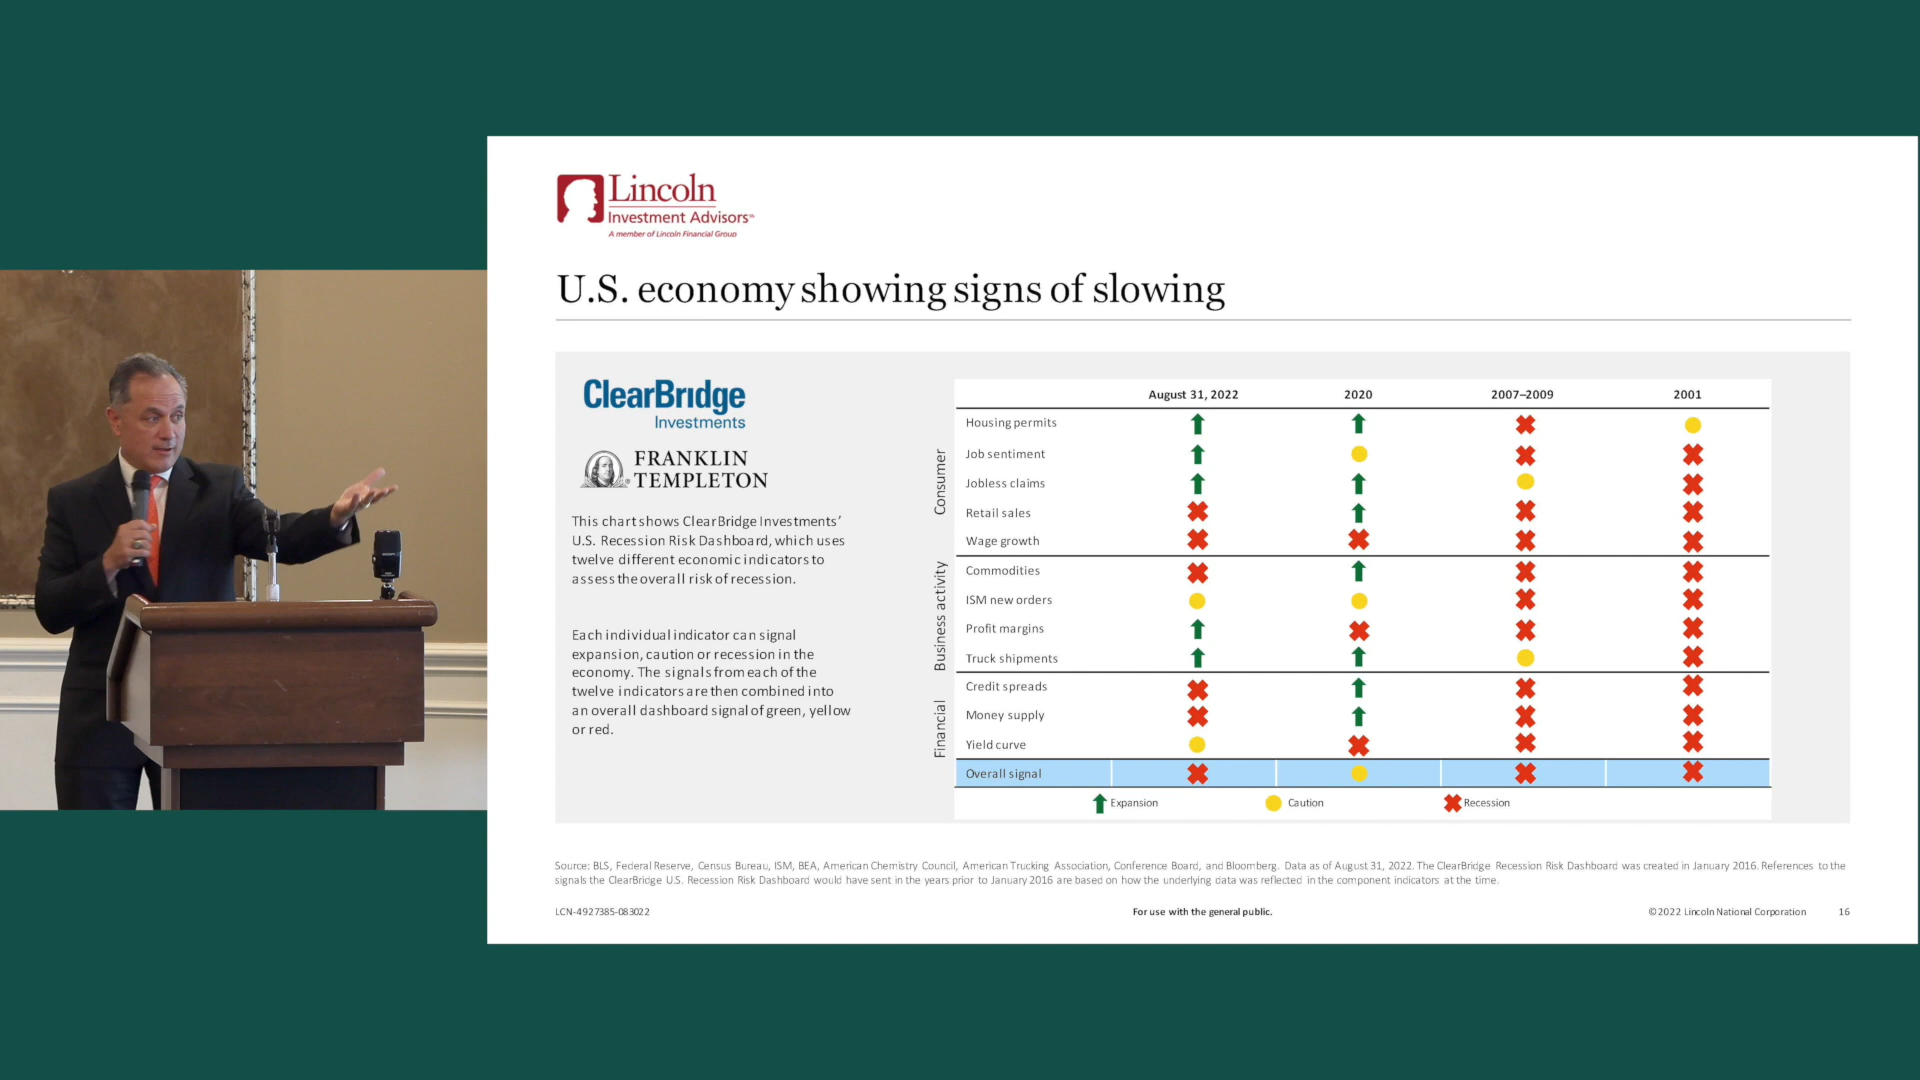 Lincoln
Investment Advisors℠
A member of Lincoln Financial Group
U.S. economy showing signs of slowing
ClearBridge
Investments
FRANKLIN
TEMPLETON
This chart shows ClearBridge Investments’
U.S. Recession Risk Dashboard, which uses
twelve different economic indicators to
assess the overall risk of recession.
Each individual indicator can signal
expansion, caution or recession in the
economy. The signals from each of the
twelve indicators are then combined into
an overall dashboard signal of green, yellow
or red.
August 31, 2022 2020 2007–2009 2001
Consumer
Housing permits
Job sentiment
Jobless claims
Retail sales
Wage growth
Business activity
Commodities
ISM new orders
Profit margins
Truck shipments
Financial
Credit spreads
Money supply
Yield curve
Overall signal
Expansion Caution Recession
Source: BLS, Federal Reserve, Census Bureau, ISM, BEA, American Chemistry Council, American Trucking Association, Conference Board, and Bloomberg. Data as of August 31, 2022. The ClearBridge Recession Risk Dashboard was created in January 2016. References to the
signals the ClearBridge U.S. Recession Risk Dashboard would have sent in the years prior to January 2016 are based on how the underlying data was reflected in the component indicators at the time.
LCN-4927385-083022 For use with the general public. ©2022 Lincoln National Corporation 16